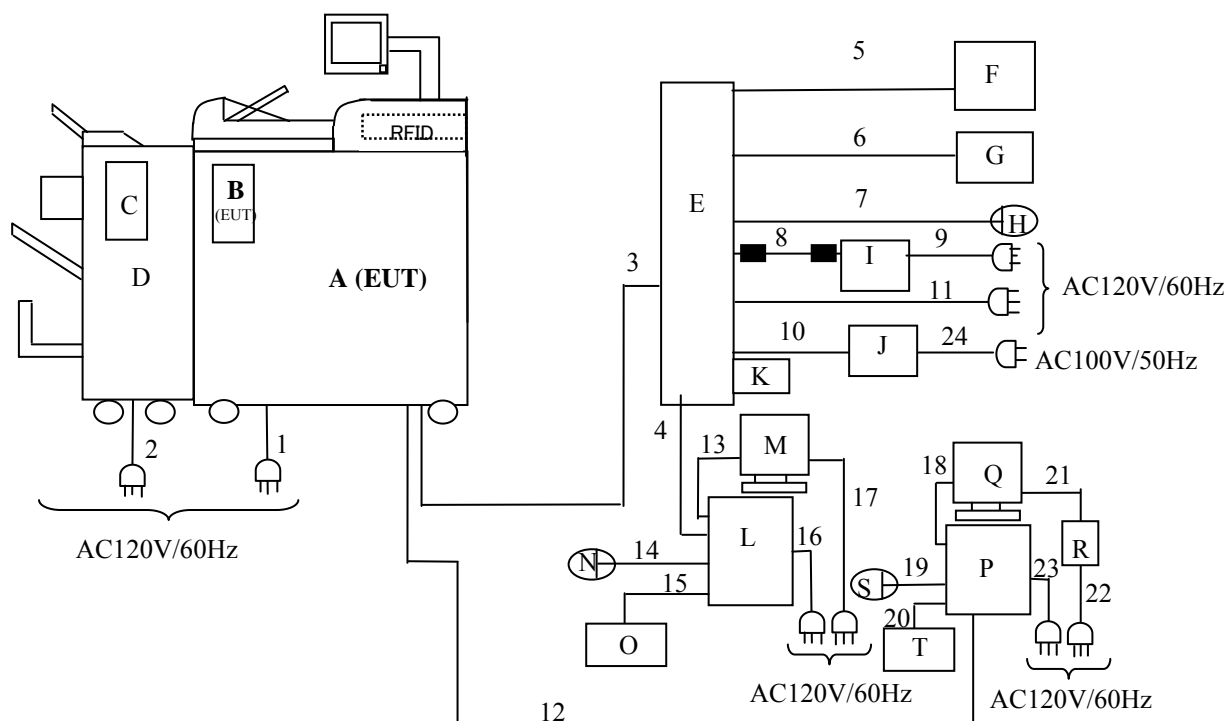 RFID
5
F
6
G
C
B
(EUT)
E
7
H
D
A (EUT)
3
8
I
9
AC120V/60Hz
11
10
J
24
AC100V/50Hz
K
2
1
4
13
M
18
Q
21
17
AC120V/60Hz
L
16
R
N
14
P
23
S
19
15
22
20
O
T
AC120V/60Hz
AC120V/60Hz
12